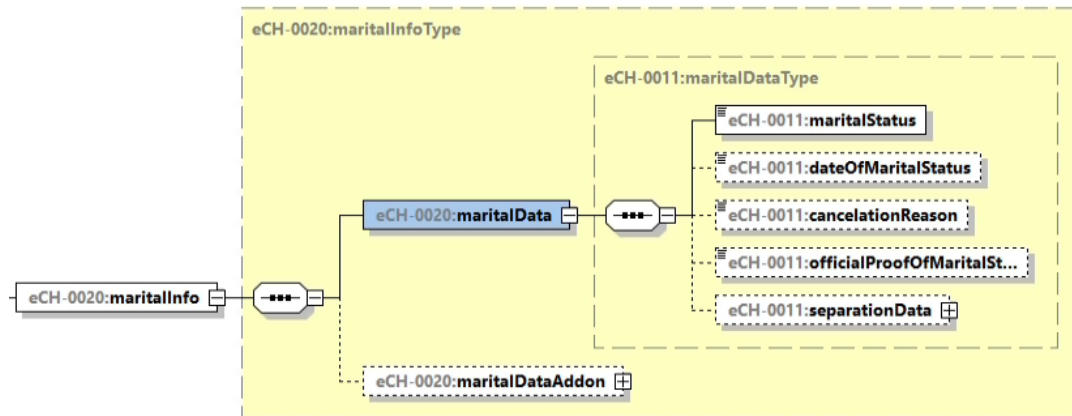 eCH-0020:maritalInfoType
eCH-0011:maritalDataType
eCH-0011:maritalStatus
eCH-0011:dateOfMaritalStatus
eCH-0020:maritalData
eCH-0011:cancelationReason
eCH-0011:officialProofOfMaritalSt...
eCH-0020:maritalInfo
eCH-0011:separationData
eCH-0020:maritalDataAddon